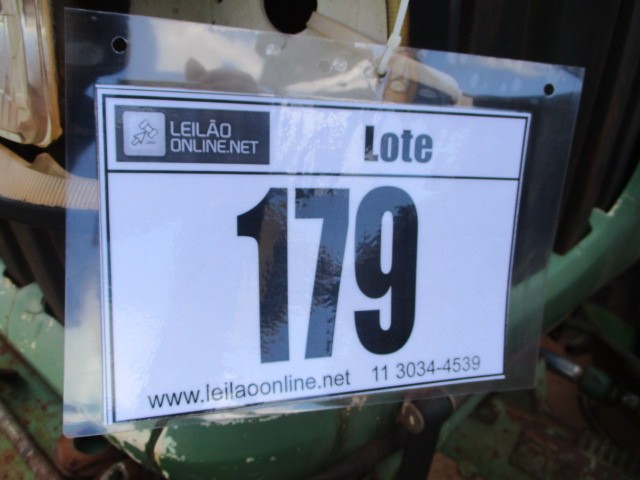 LEILÃO
ONLINE.NET
Lote
179
www.leilaoonline.net 11 3034-4539